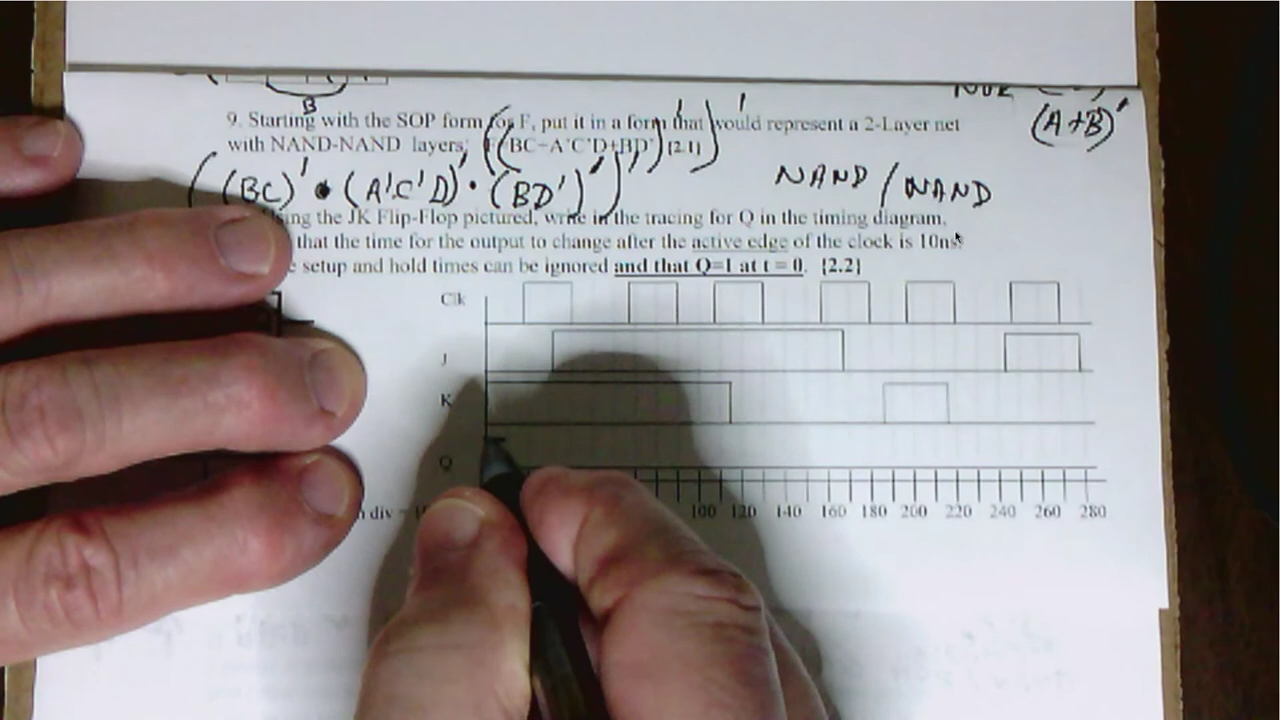 B
(A+B)'
9. Starting with the SOP form for F, put it in a form that would represent a 2-Layer net
with NAND-NAND layers; ((BC+A'C'D+BD')')' [2.1]
((BC)' • (A'C'D)' • (BD')')'
NAND / NAND
the JK Flip-Flop pictured, write in the tracing for Q in the timing diagram.
that the time for the output to change after the active edge of the clock is 10ns
setup and hold times can be ignored and that Q=1 at t = 0. {2.2}
Clk
J
K
Q
div = 100 120 140 160 180 200 220 240 260 280